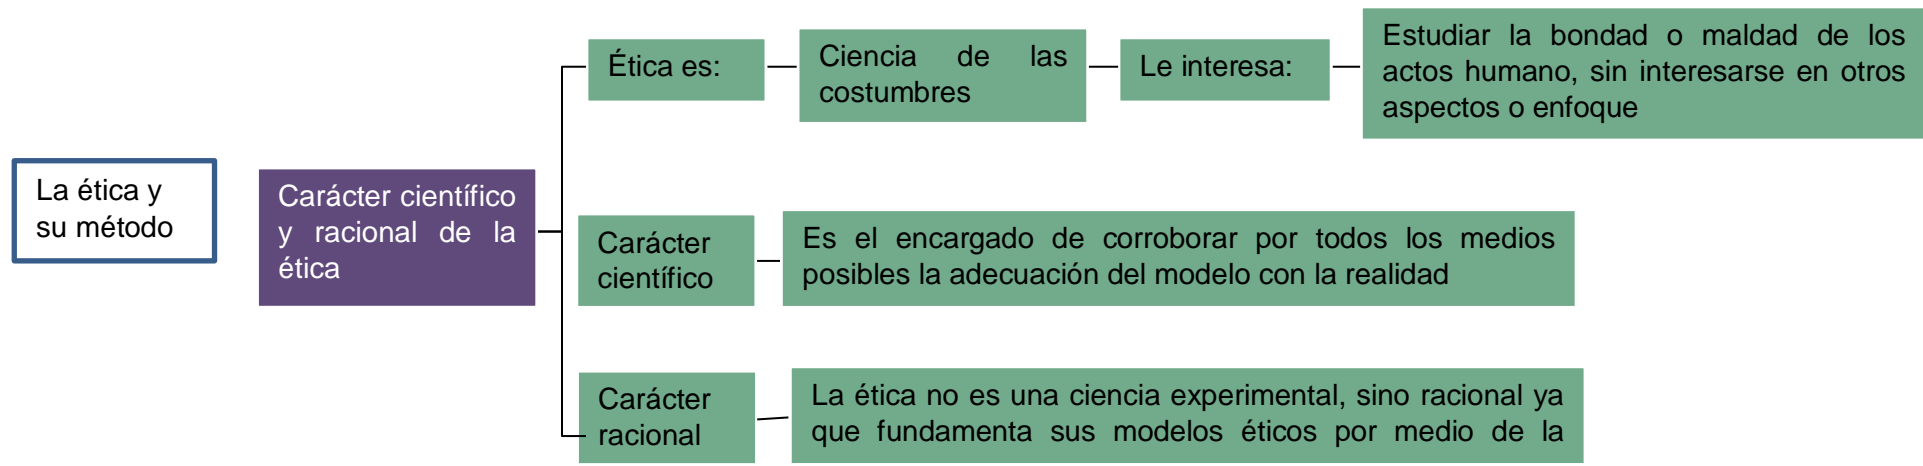 La ética y
su método
Carácter científico
y racional de la
ética
Ética es:
Ciencia de las
costumbres
Le interesa:
Estudiar la bondad o maldad de los
actos humano, sin interesarse en otros
aspectos o enfoque
Carácter
científico
Es el encargado de corroborar por todos los medios
posibles la adecuación del modelo con la realidad
Carácter
racional
La ética no es una ciencia experimental, sino racional ya
que fundamenta sus modelos éticos por medio de la